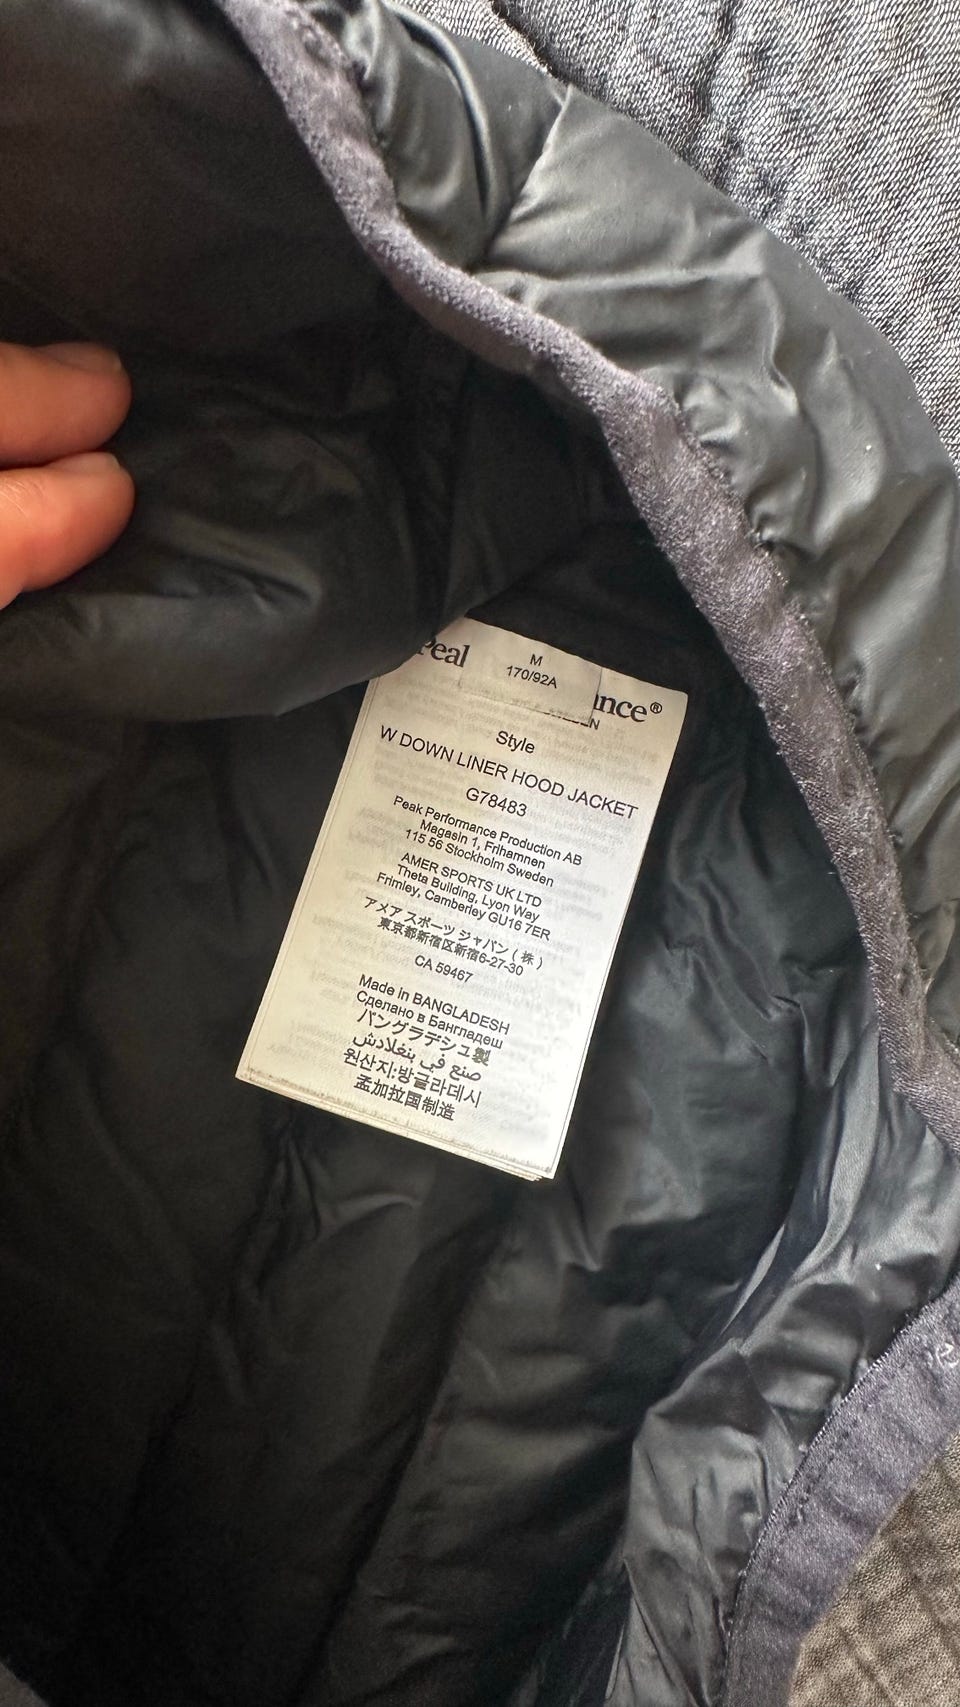 M
170/92A
Style
W DOWN LINER HOOD JACKET
G78483
Peak Performance Production AB
Magasin 1, Frihamnen
115 56 Stockholm Sweden
AMER SPORTS UK LTD
Theta Building, Lyon Way
Frimley, Camberley GU16 7ER
アメア スポーツ ジャパン ( 株 )
東京都新宿区新宿6-27-30
CA 59467
Made in BANGLADESH
Сделано в Бангладеш
バングラデシュ製
صنع في بنغلادش
원산지:방글라데시
孟加拉国制造